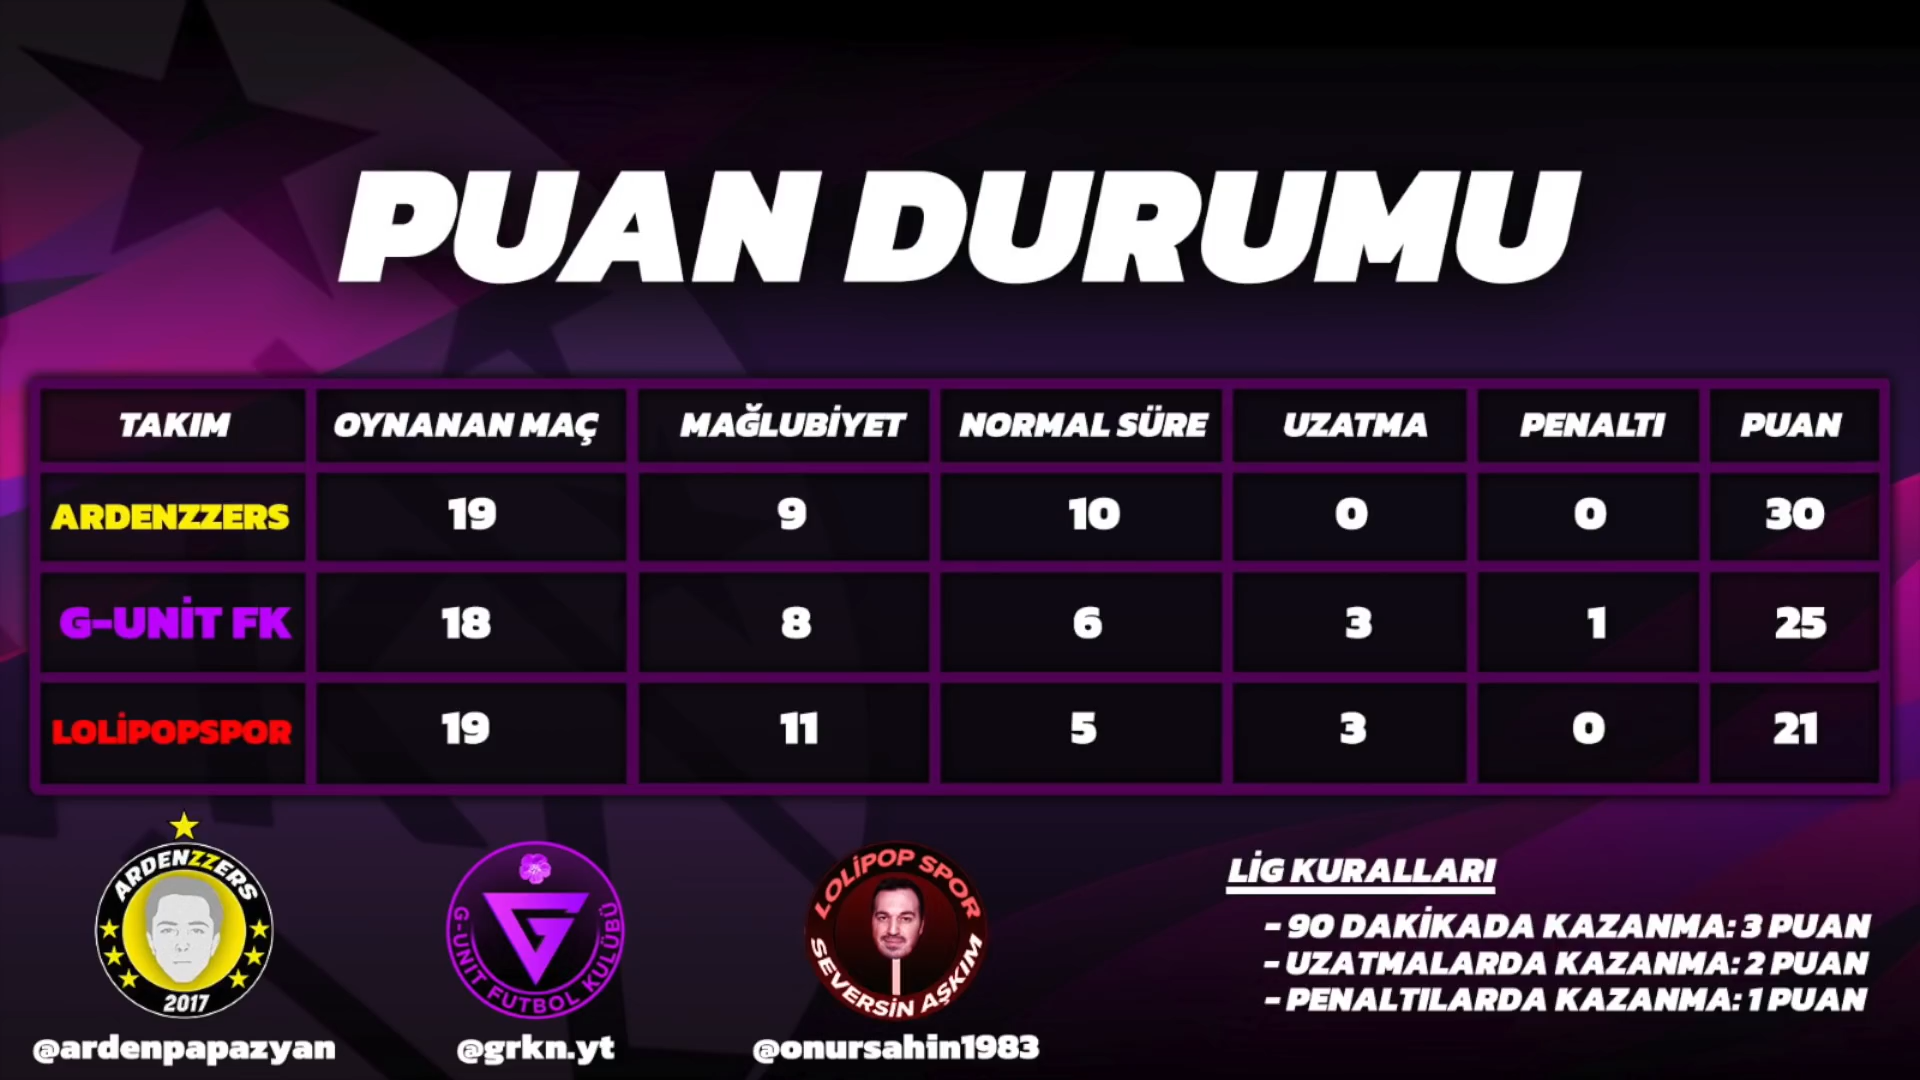 PUAN DURUMU
TAKIM OYNANAN MAÇ MAĞLUBİYET NORMAL SÜRE UZATMA PENALTI PUAN
ARDENZZERS 19 9 10 0 0 30
G-UNİT FK 18 8 6 3 1 25
LOLİPOPSPOR 19 11 5 3 0 21
ARDENZZERS
2017
@ardenpapazyan
G-UNIT FUTBOL KULÜBÜ
@grkn.yt
LOLİPOP SPOR
SEVERSİN AŞKIM
@onursahin1983
LİG KURALLARI
- 90 DAKİKADA KAZANMA: 3 PUAN
- UZATMALARDA KAZANMA: 2 PUAN
- PENALTILARDA KAZANMA: 1 PUAN